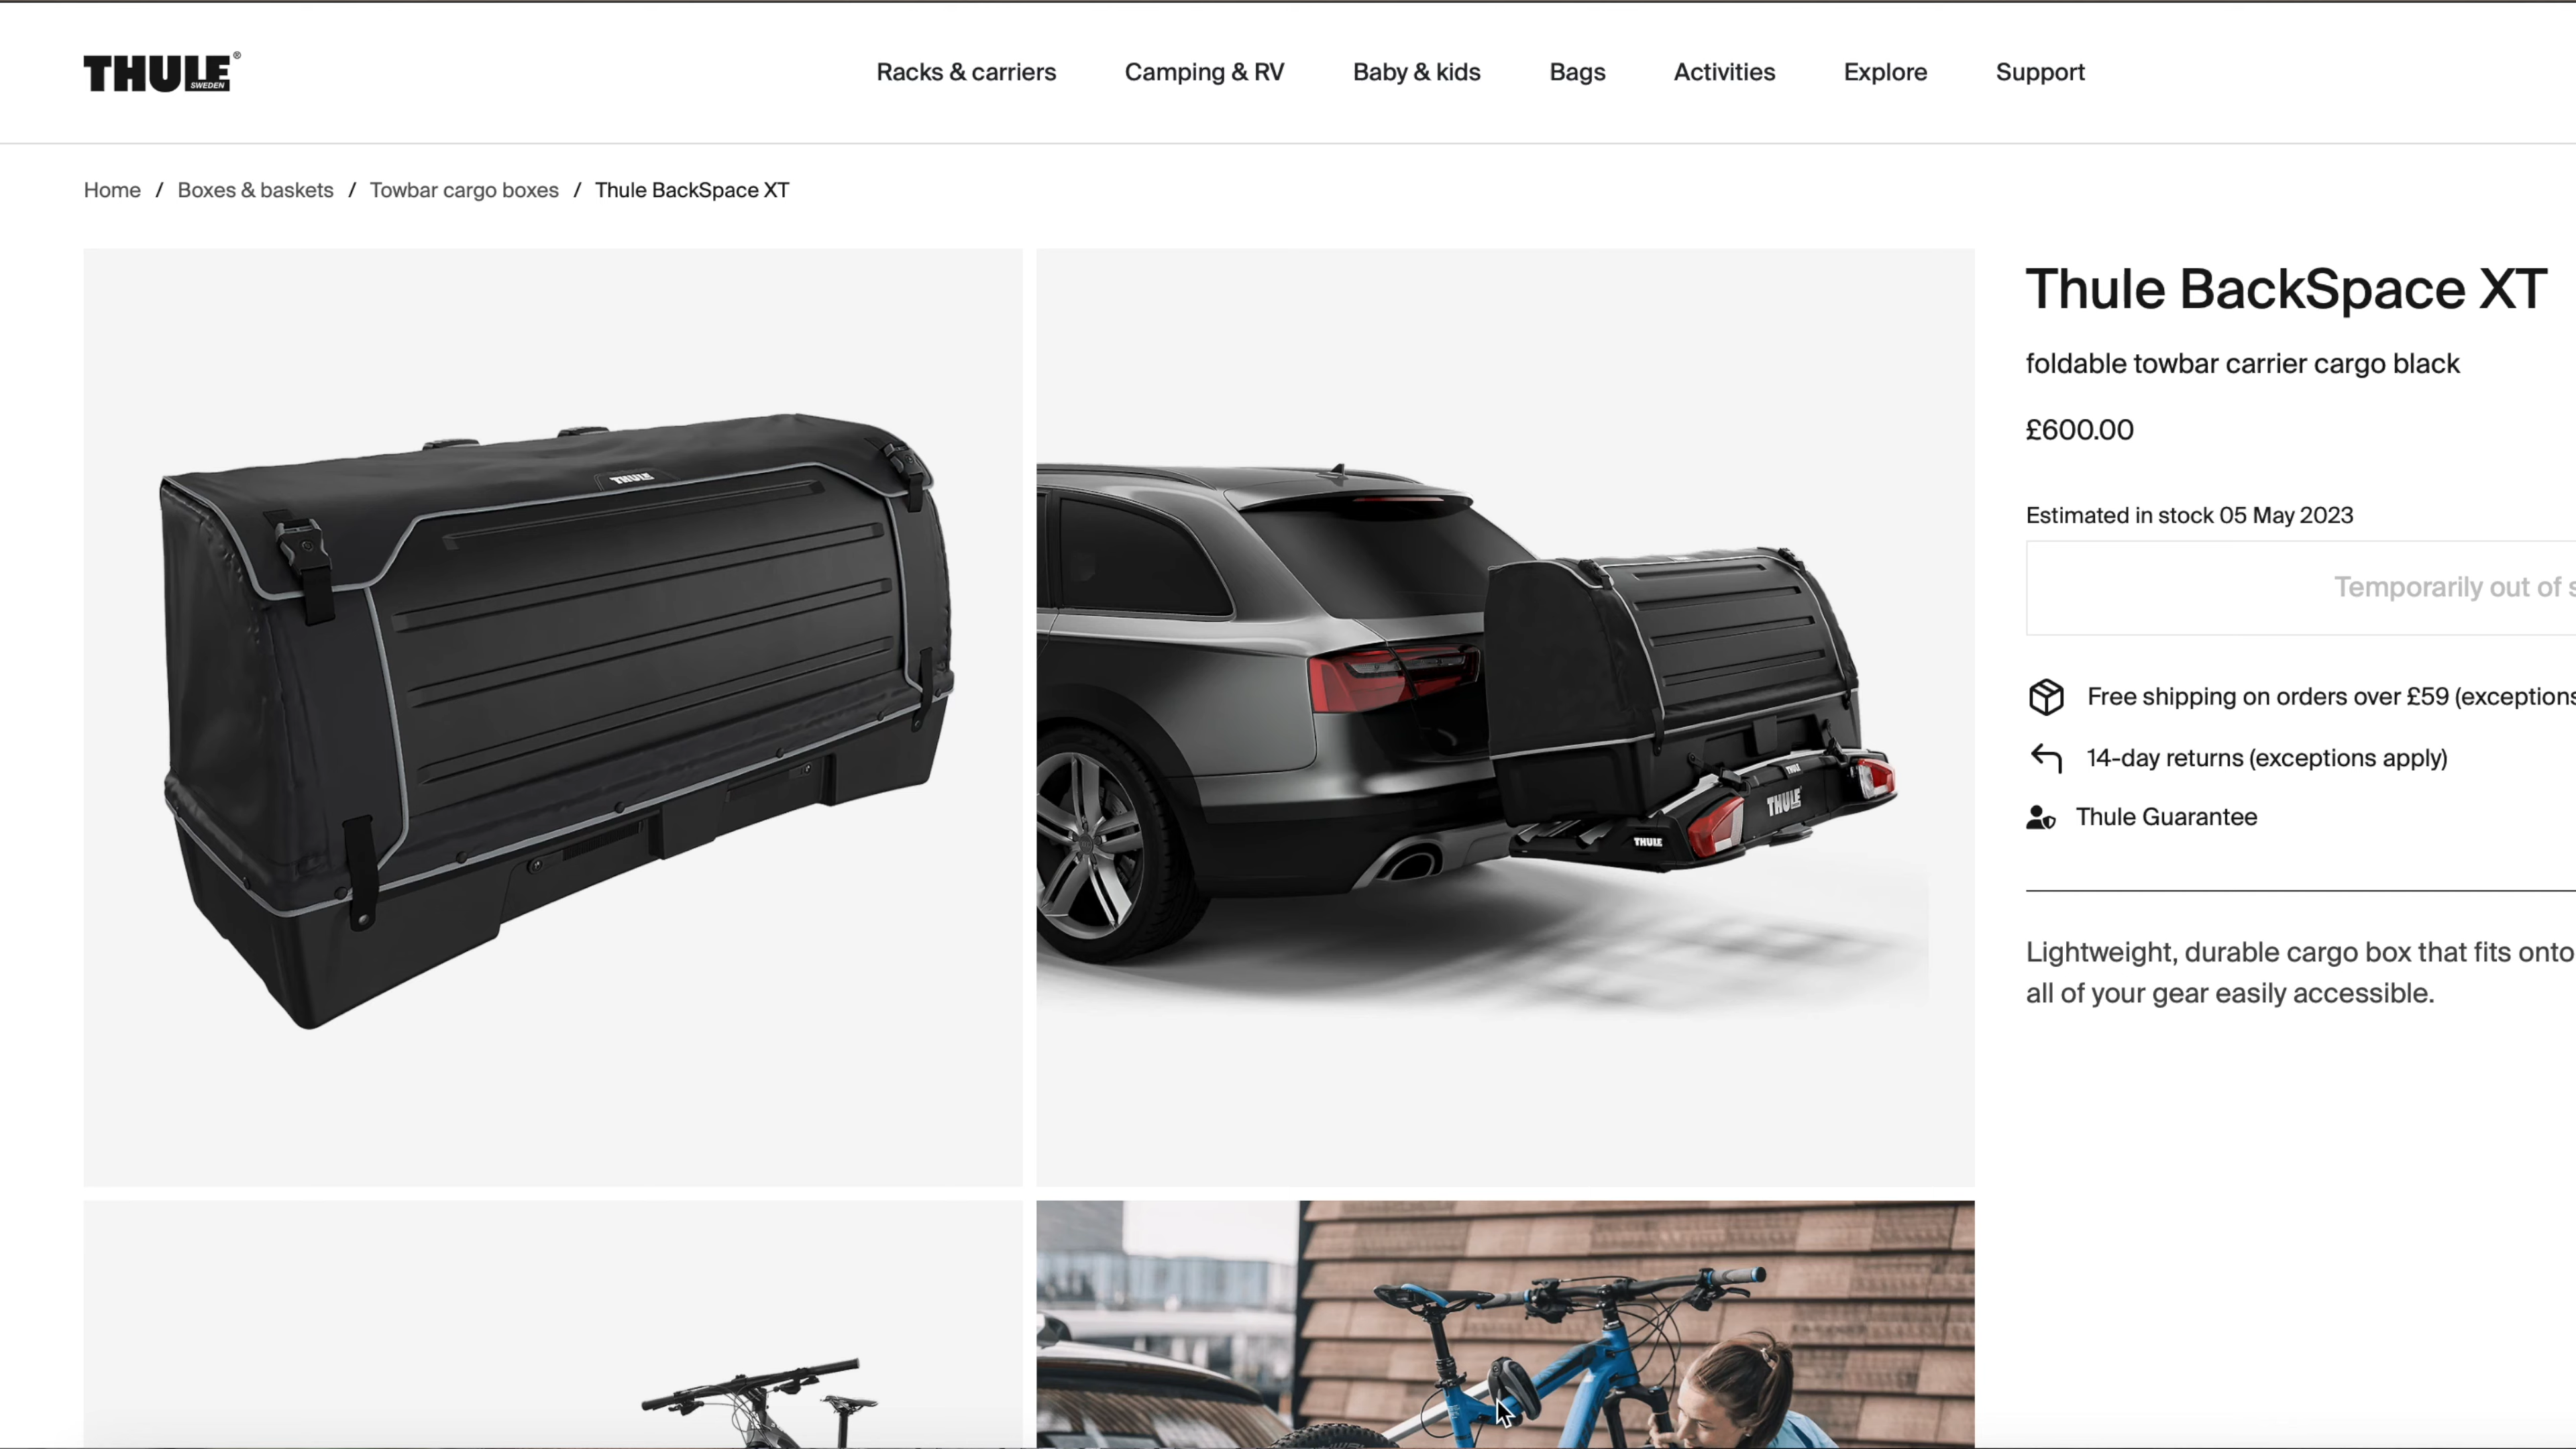 THULE®
SWEDEN
Racks & carriers Camping & RV Baby & kids Bags Activities Explore Support
Home / Boxes & baskets / Towbar cargo boxes / Thule BackSpace XT
THULE
THULE
THULE
THULE
Thule BackSpace XT
foldable towbar carrier cargo black
£600.00
Estimated in stock 05 May 2023
Temporarily out of s
Free shipping on orders over £59 (exceptions
14-day returns (exceptions apply)
Thule Guarantee
Lightweight, durable cargo box that fits onto
all of your gear easily accessible.